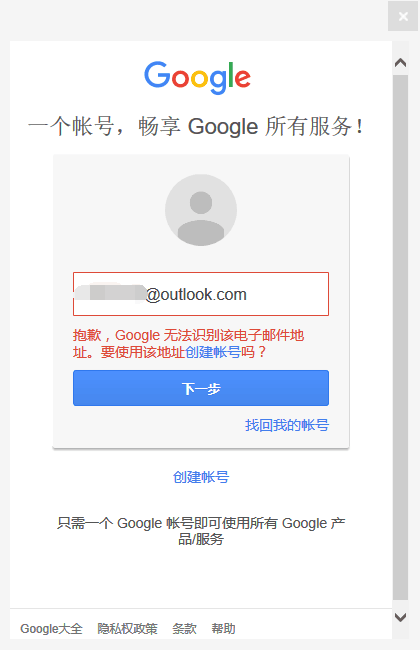 Google
一个帐号，畅享 Google 所有服务！
@outlook.com
抱歉，Google 无法识别该电子邮件地
址。要使用该地址创建帐号吗？
下一步
找回我的帐号
创建帐号
只需一个 Google 帐号即可使用所有 Google 产
品/服务
Google大全 隐私权政策 条款 帮助